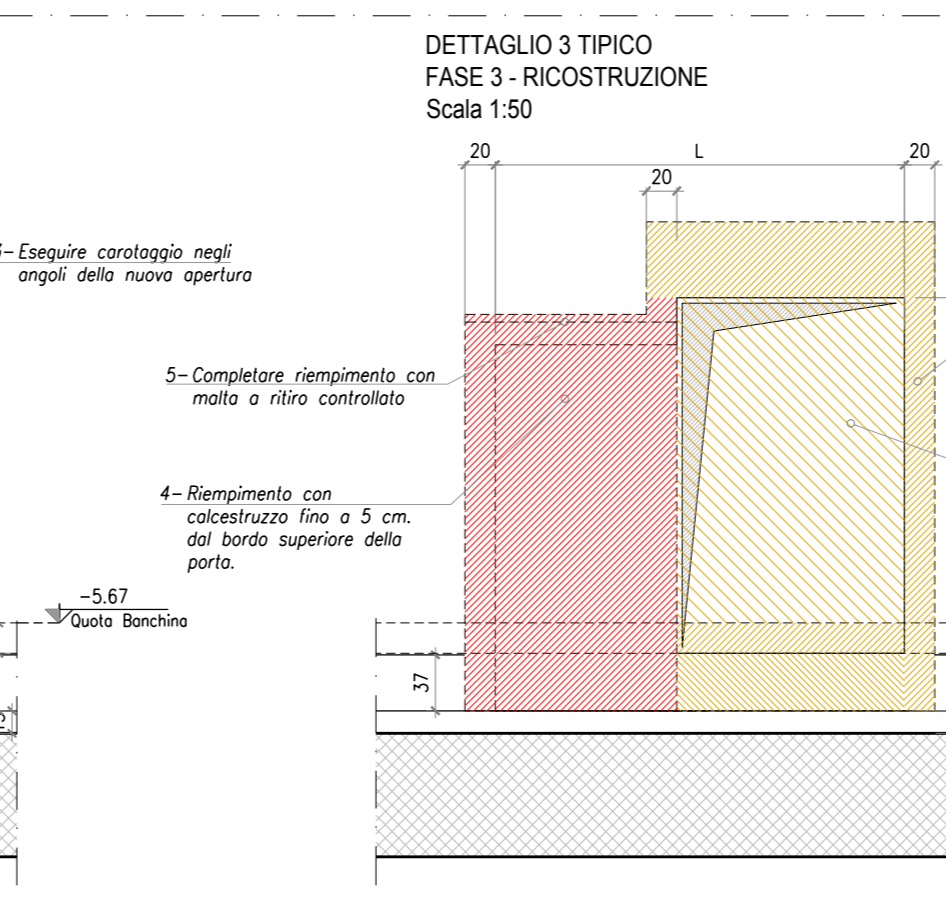 DETTAGLIO 3 TIPICO
FASE 3 - RICOSTRUZIONE
Scala 1:50
20
L
20
20
Eseguire carotaggio negli
angoli della nuova apertura
5- Completare riempimento con
malta a ritiro controllato
4- Riempimento con
calcestruzzo fino a 5 cm.
dal bordo superiore della
porta.
-5.67
Quota Banchina
37